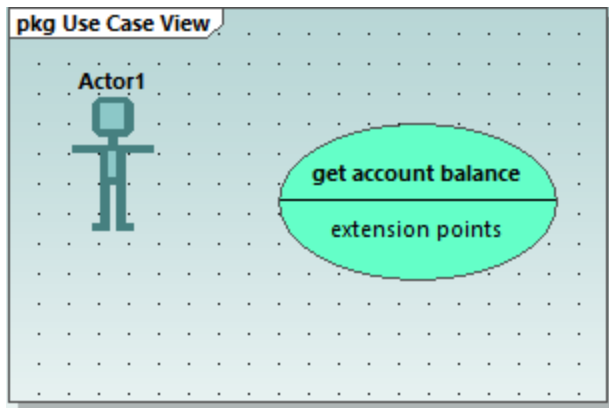 pkg Use Case View
Actor1
get account balance
extension points